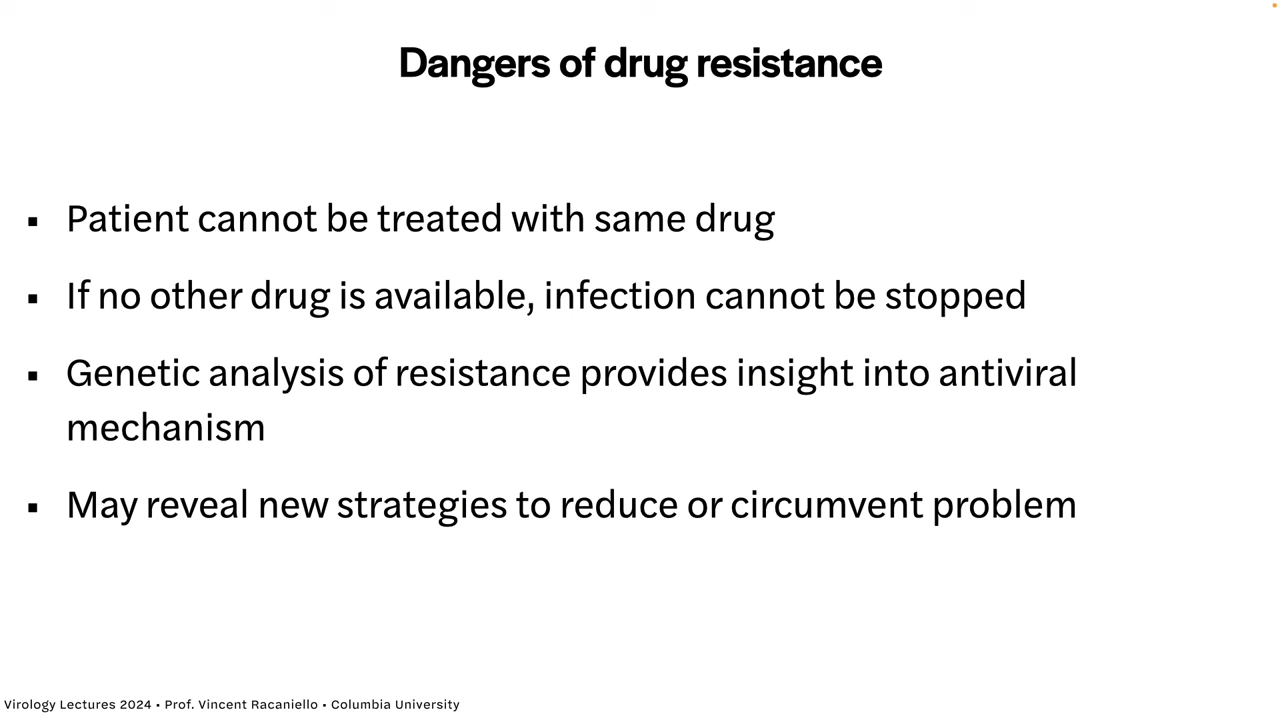 Dangers of drug resistance
▪ Patient cannot be treated with same drug
▪ If no other drug is available, infection cannot be stopped
▪ Genetic analysis of resistance provides insight into antiviral
mechanism
▪ May reveal new strategies to reduce or circumvent problem
Virology Lectures 2024 • Prof. Vincent Racaniello • Columbia University